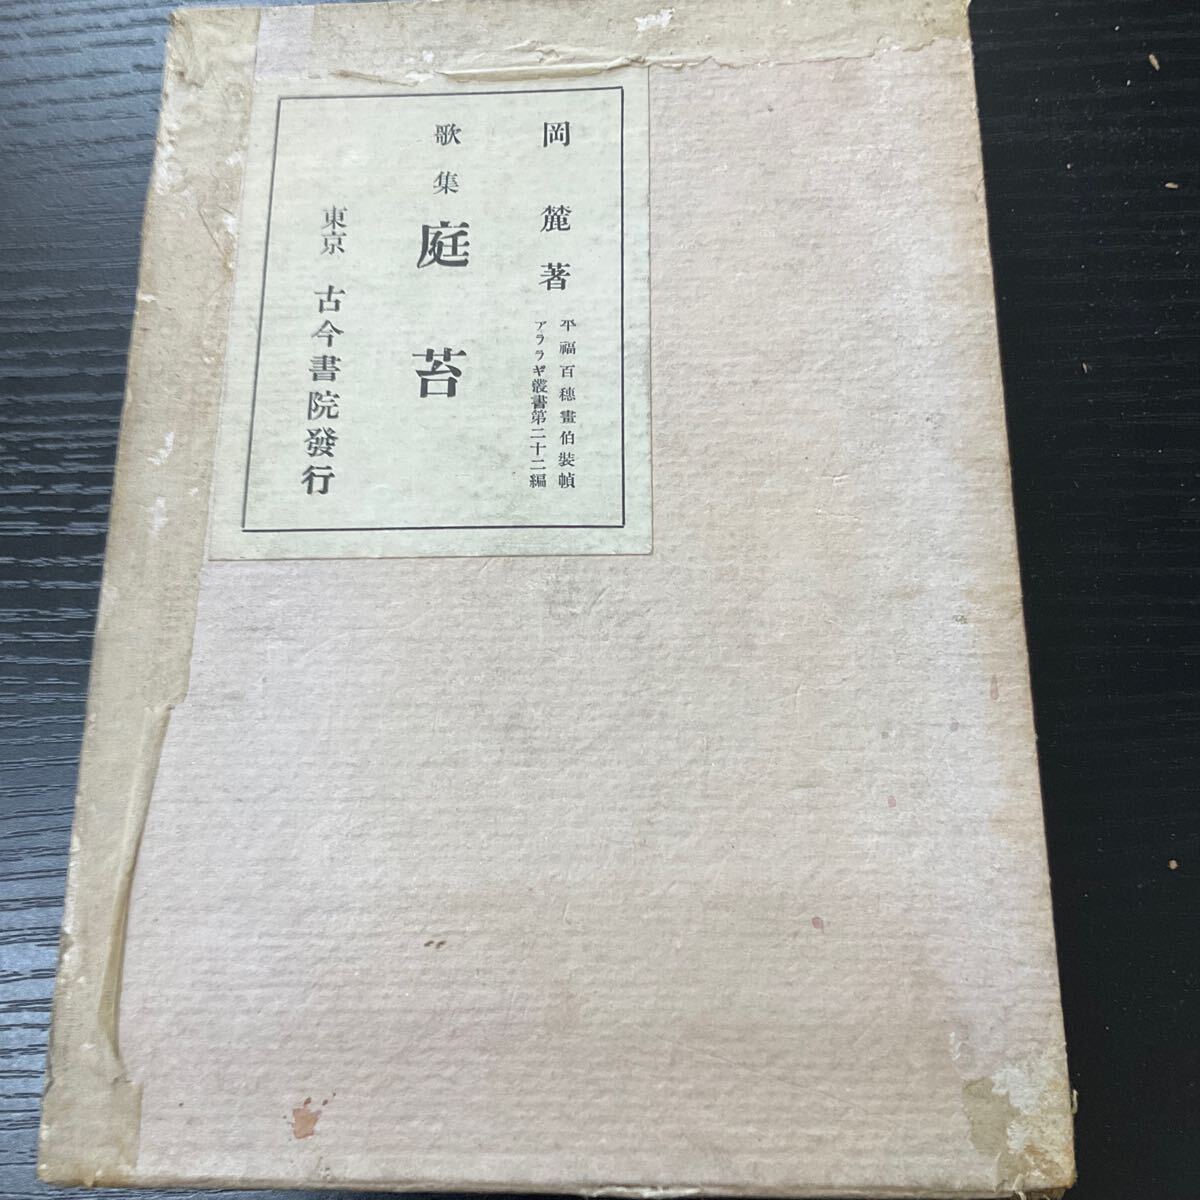 岡麓著
平福百穗畫伯裝幀
アララギ叢書第二十二編
歌集 庭苔
東京 古今書院發行